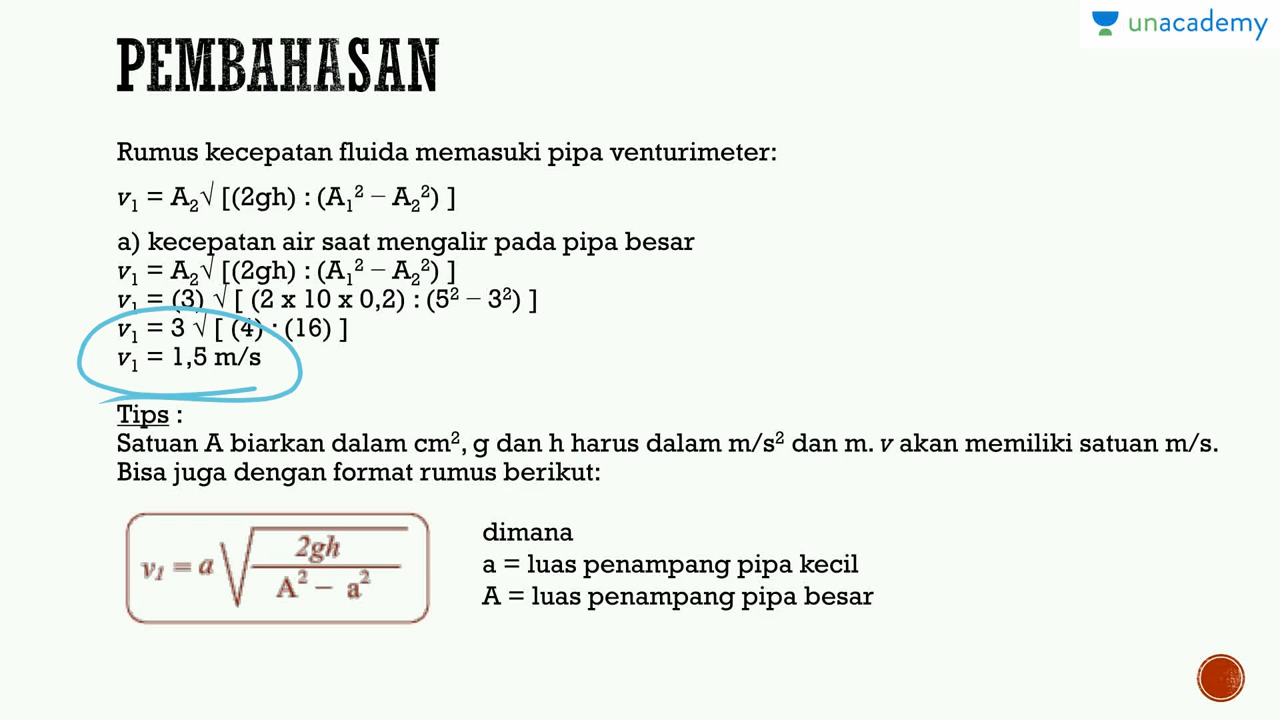 unacademy
PEMBAHASAN
Rumus kecepatan fluida memasuki pipa venturimeter:
v₁ = A₂√ [(2gh) : (A₁² – A₂²) ]
a) kecepatan air saat mengalir pada pipa besar
v₁ = A₂√ [(2gh) : (A₁² – A₂²) ]
v₁ = (3) √ [ (2 x 10 x 0,2) : (5² – 3²) ]
v₁ = 3 √ [ (4) : (16) ]
v₁ = 1,5 m/s
Tips :
Satuan A biarkan dalam cm², g dan h harus dalam m/s² dan m. v akan memiliki satuan m/s.
Bisa juga dengan format rumus berikut:
v₁ = a √ 2gh / A² – a²
dimana
a = luas penampang pipa kecil
A = luas penampang pipa besar